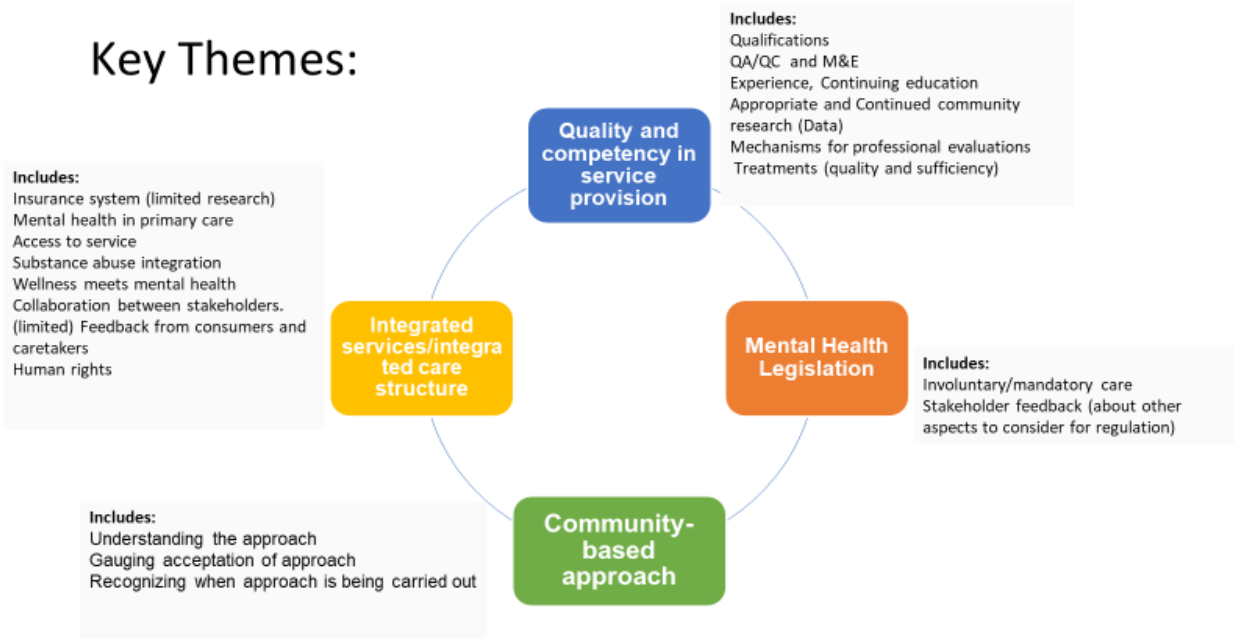 Key Themes:
Includes:
Qualifications
QA/QC and M&E
Experience, Continuing education
Appropriate and Continued community
research (Data)
Mechanisms for professional evaluations
Treatments (quality and sufficiency)
Quality and
competency in
service
provision
Includes:
Insurance system (limited research)
Mental health in primary care
Access to service
Substance abuse integration
Wellness meets mental health
Collaboration between stakeholders.
(limited) Feedback from consumers and
caretakers
Human rights
Integrated
services/integra
ted care
structure
Mental Health
Legislation
Includes:
Involuntary/mandatory care
Stakeholder feedback (about other
aspects to consider for regulation)
Community-
based
approach
Includes:
Understanding the approach
Gauging acceptation of approach
Recognizing when approach is being carried out